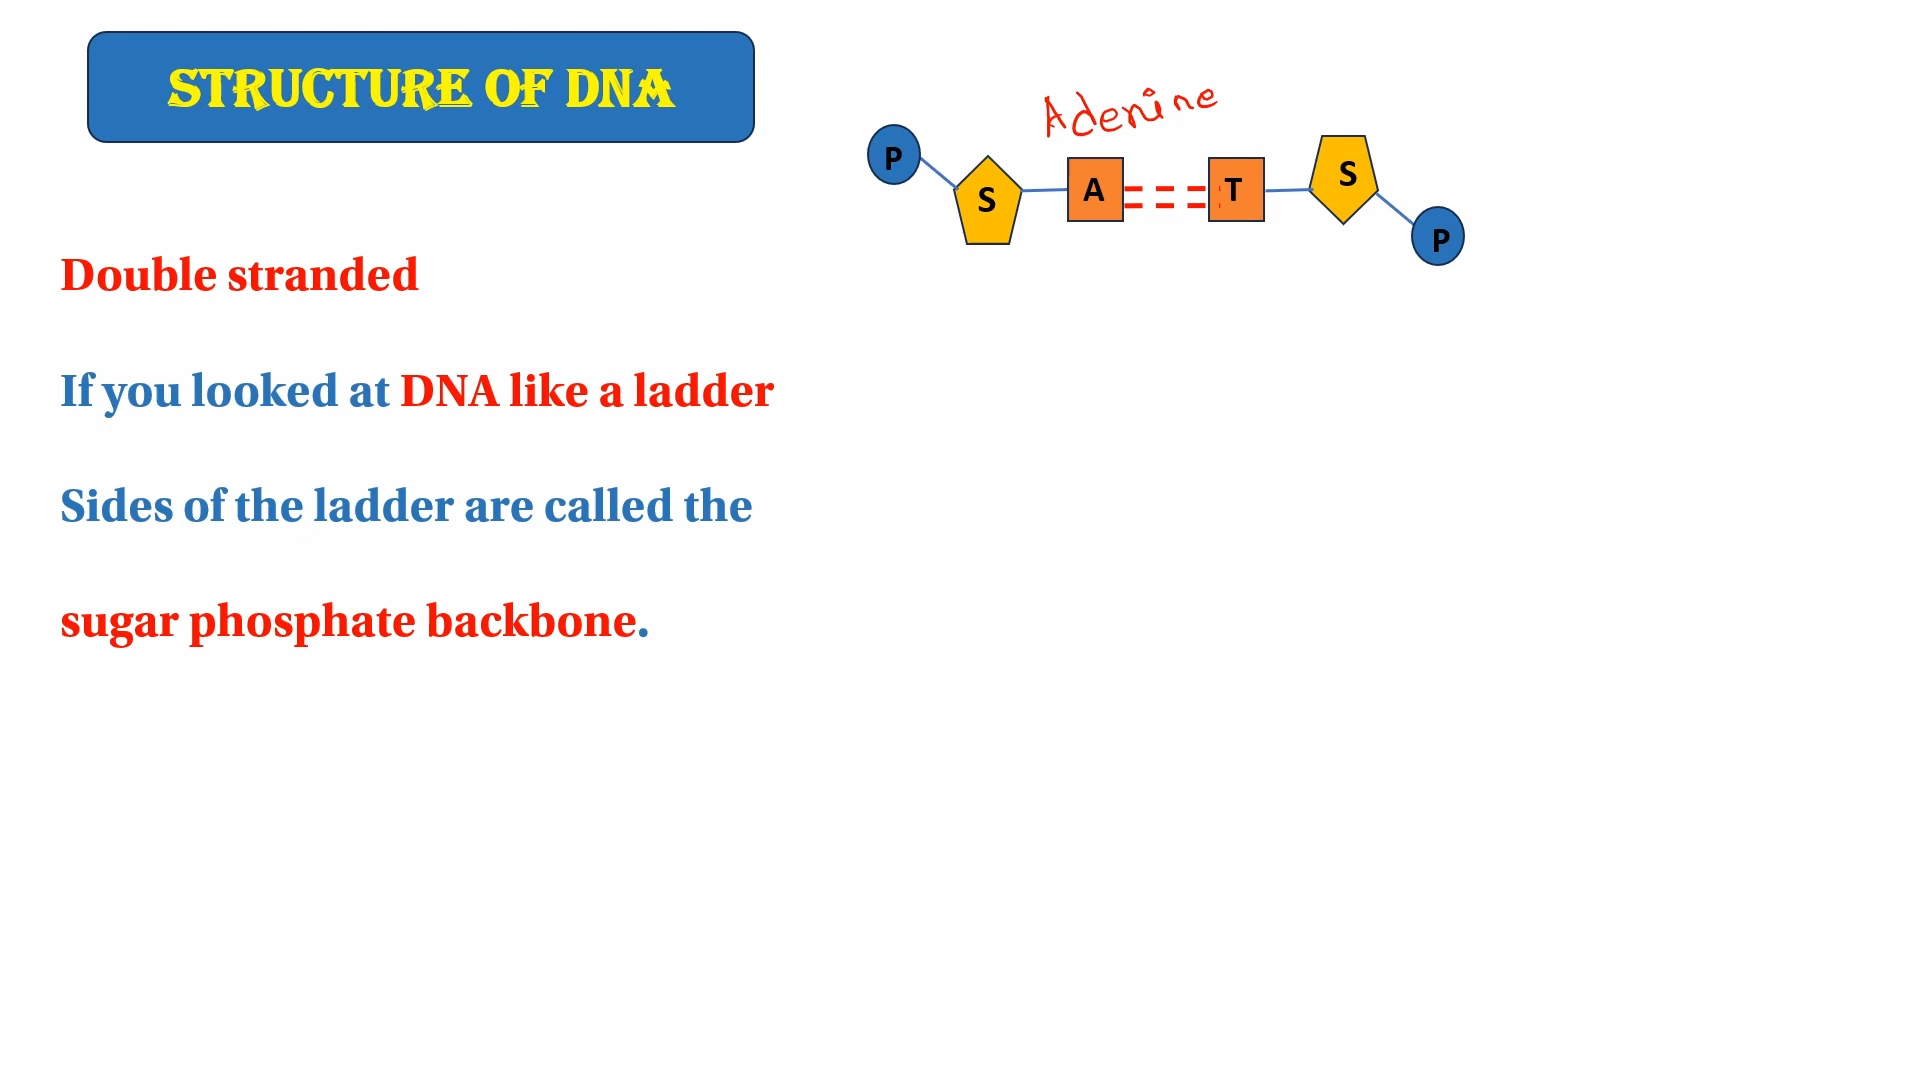 STRUCTURE OF DNA
Adenine
P S A T S P
Double stranded
If you looked at DNA like a ladder
Sides of the ladder are called the
sugar phosphate backbone.